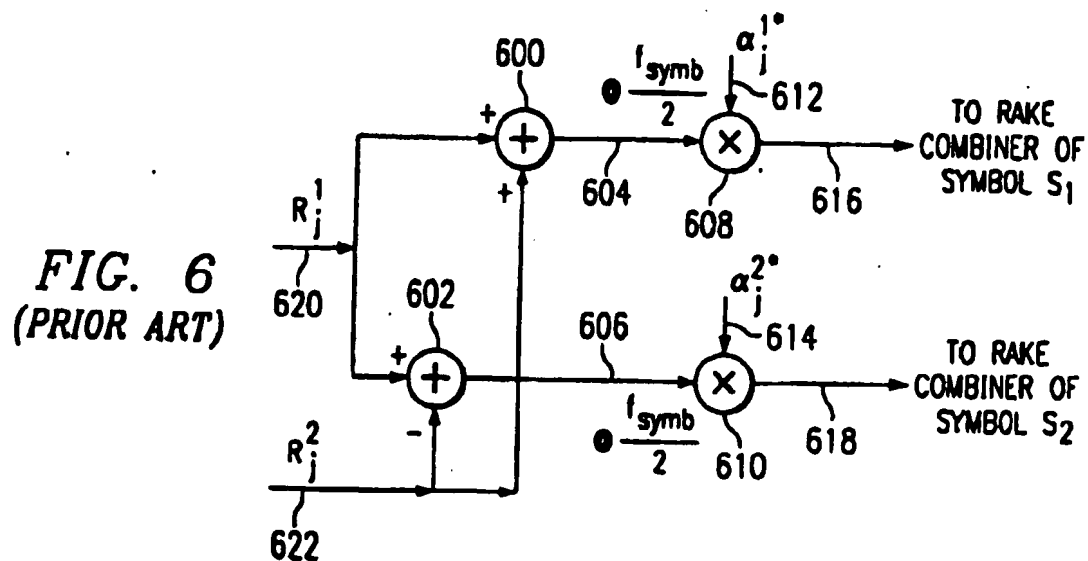 600
α_j^{1*}
f_symb
@ ―
2
612
+
+
×
TO RAKE
COMBINER OF
SYMBOL S_1
+
604
608
616
R_j^1
FIG. 6
(PRIOR ART)
620
602
α_j^{2*}
606
614
+
+
×
TO RAKE
COMBINER OF
SYMBOL S_2
-
f_symb
@ ―
2
610
618
R_j^2
622